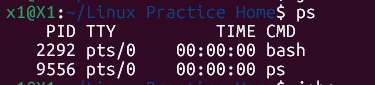 x1@X1:~/Linux Practice Home$ ps
PID TTY TIME CMD
2292 pts/0 00:00:00 bash
9556 pts/0 00:00:00 ps